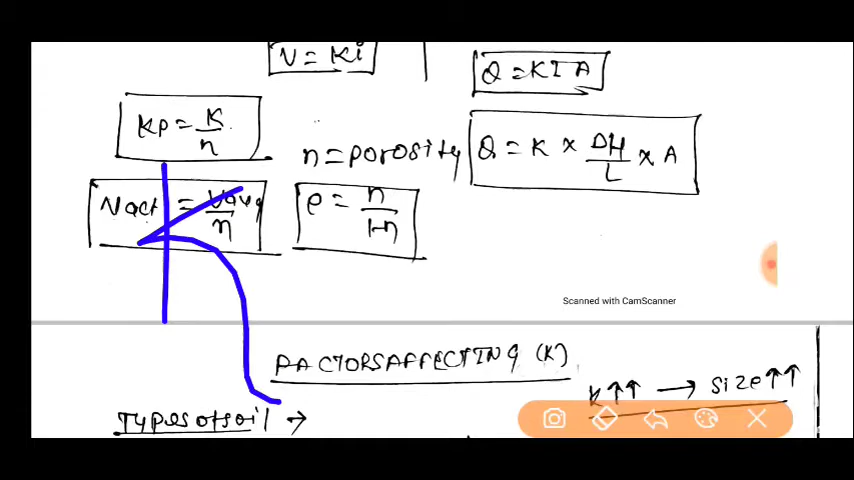 V = Ki
Q = KIA
Kp = K/n
n = porosity
Q = K × ΔH/L × A
Vact = Vavg/n
e = n/1-n
Scanned with CamScanner
FACTORS AFFECTING (K)
K↑↑ → Size↑↑
Types of soil →